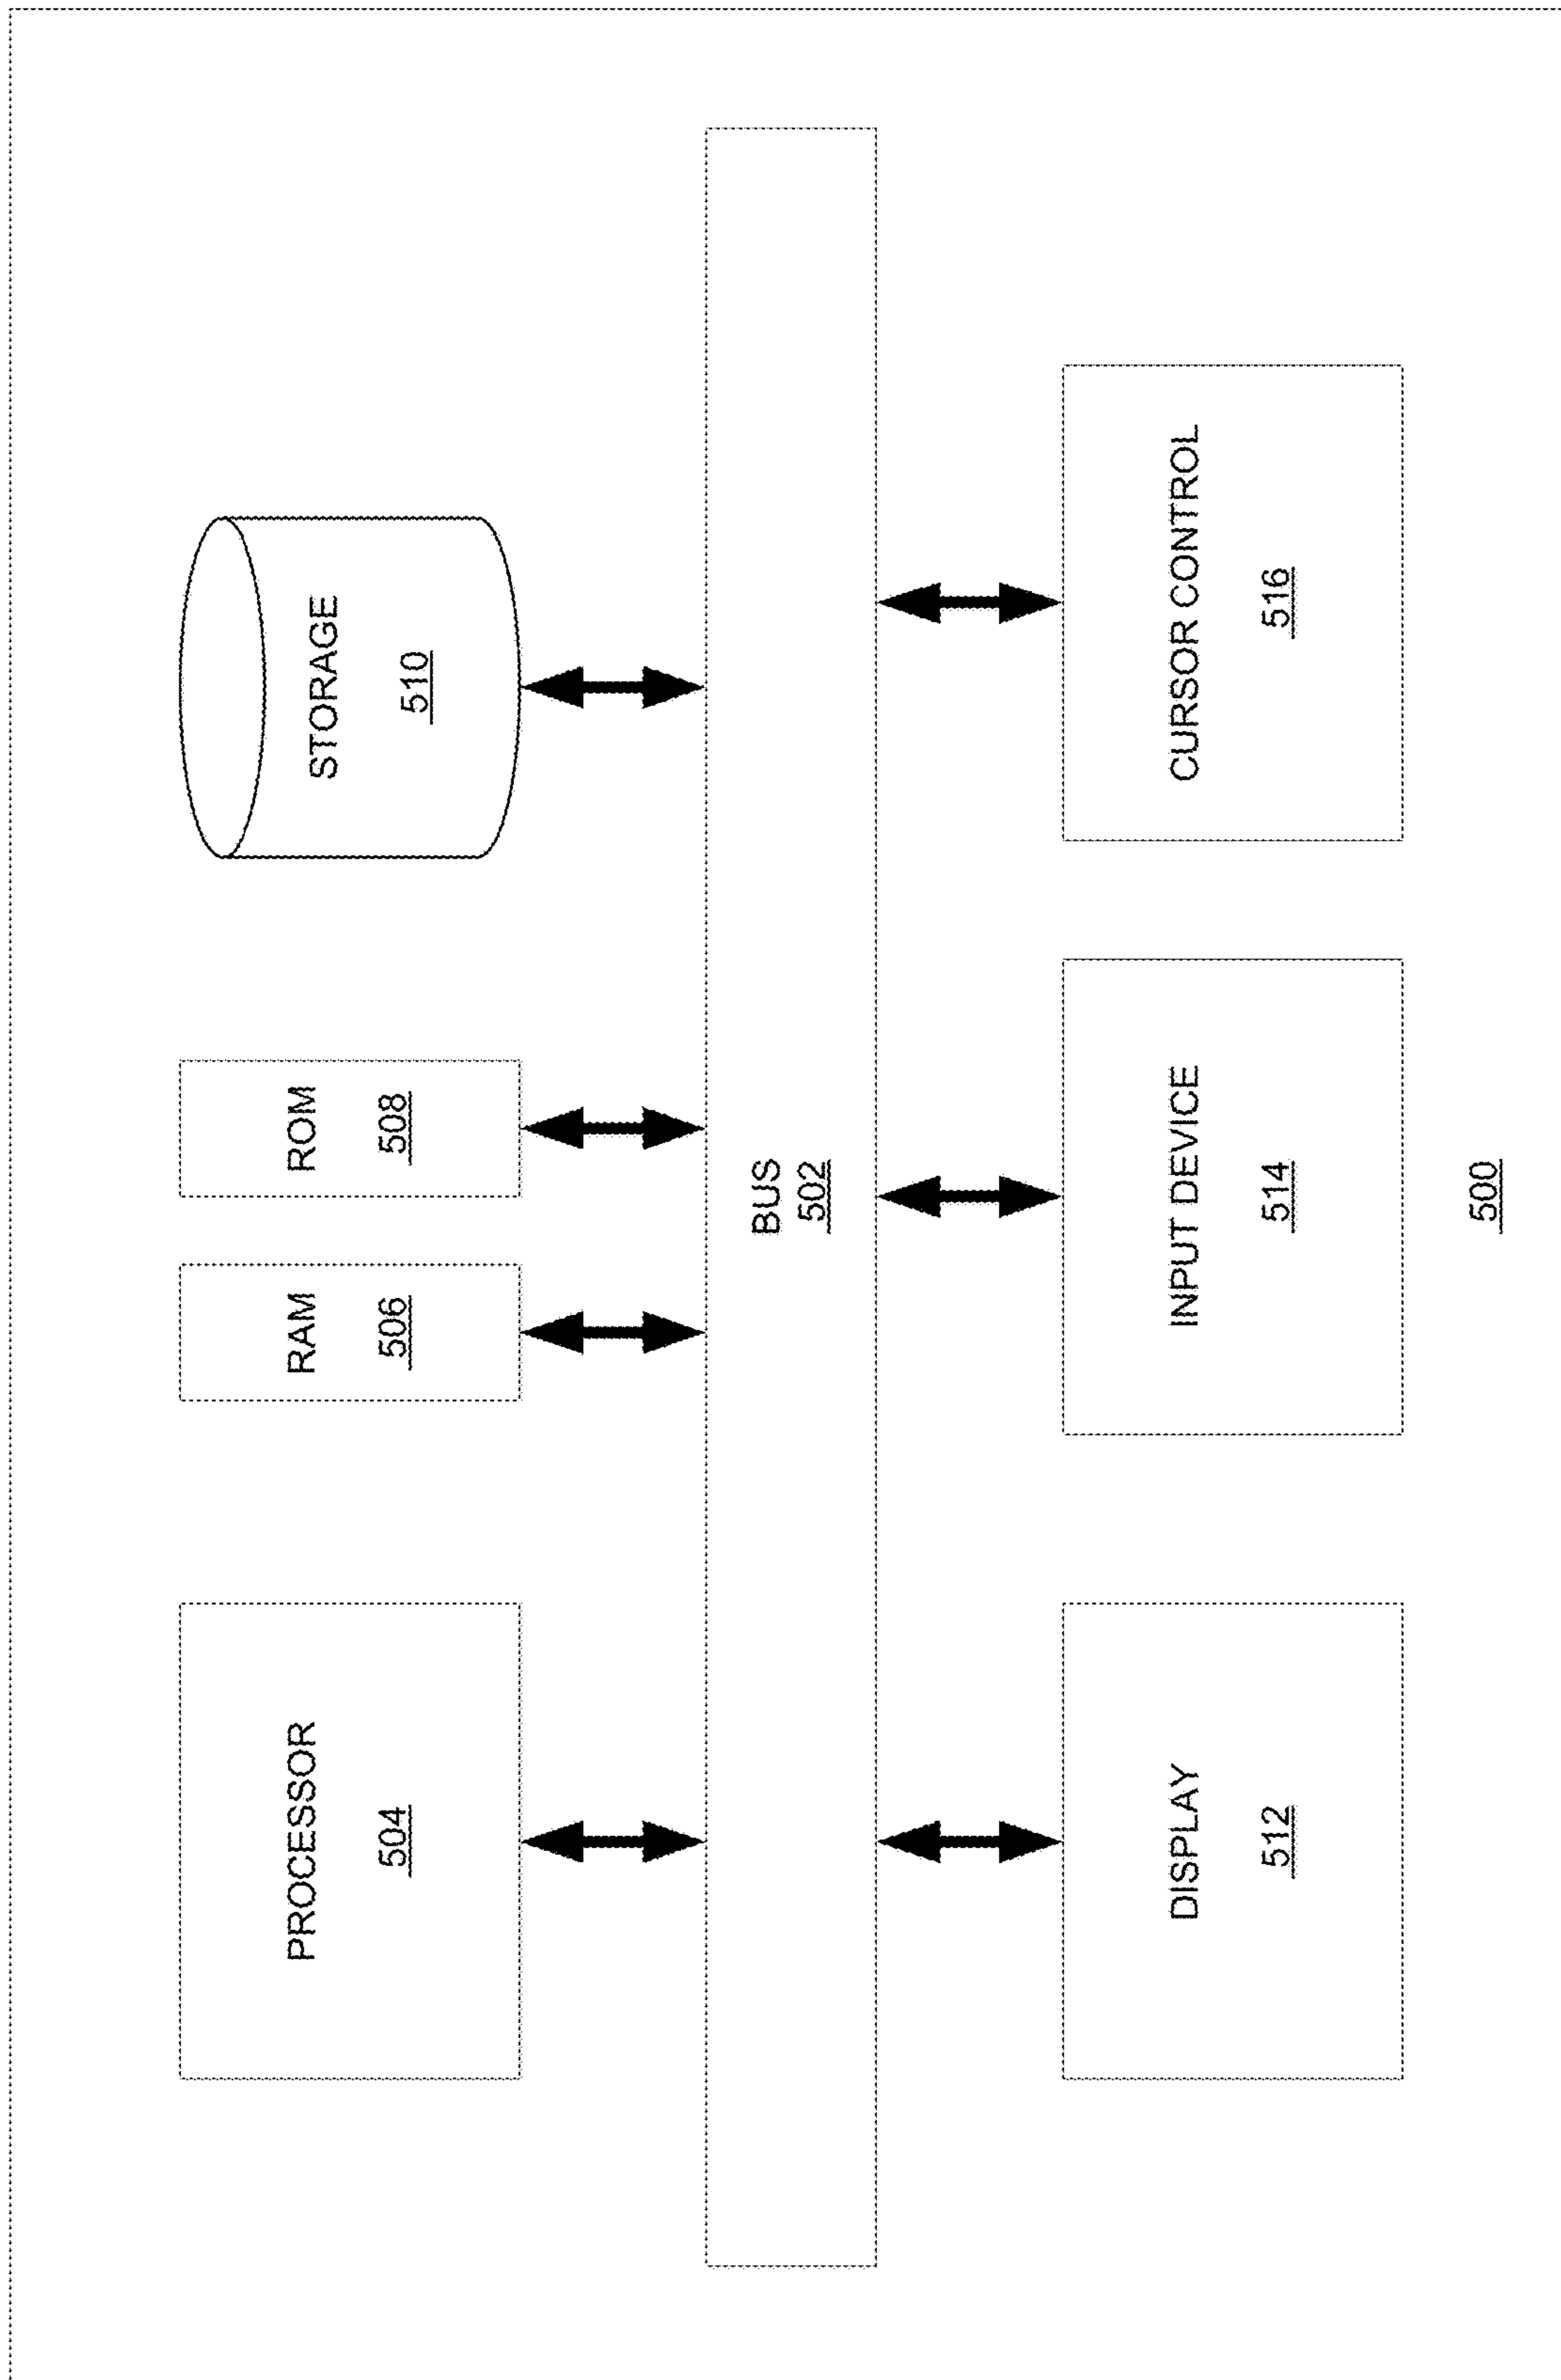 PROCESSOR
504
RAM
506
ROM
508
STORAGE
510
BUS
502
DISPLAY
512
INPUT DEVICE
514
CURSOR CONTROL
516
500